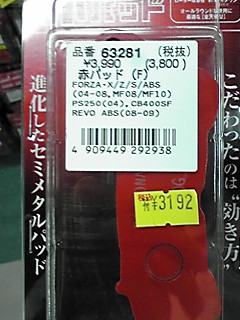 品番 63281 (税抜)
¥3,990 (3,800)
赤パッド (F)
FORZA-X/Z/S/ABS
(04-08,MF08/MF10)
PS250(04),CB400SF
REVO ABS(08-09)
4 909449 292938
¥3192
進化したセミメタルパッド
こだわったのは“効き方”